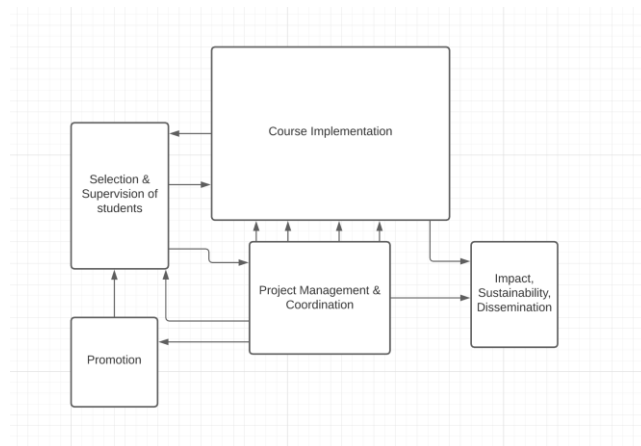 Course Implementation
Selection &
Supervision of
students
Project Management &
Coordination
Impact,
Sustainability,
Dissemination
Promotion